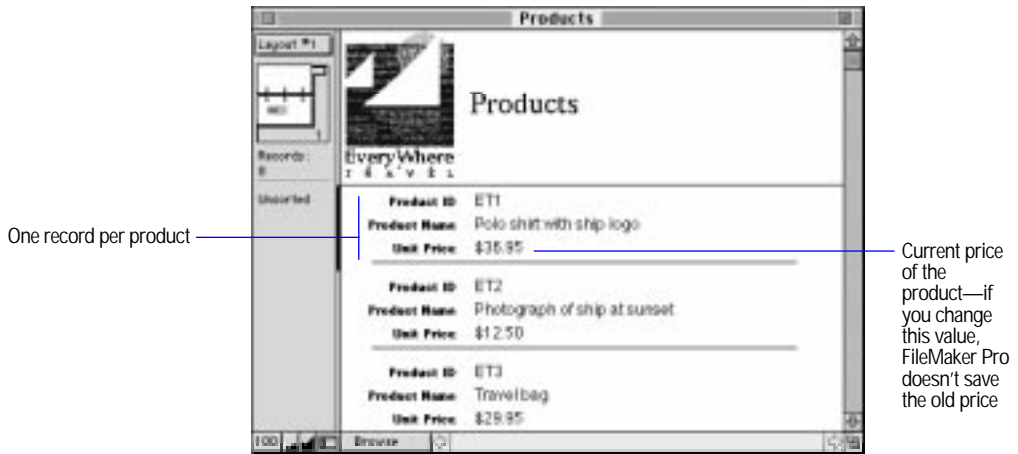 Products
Layout #1
Records:
8
Unsorted
EveryWhere
TRAVEL
Products
Product ID ET1
Product Name Polo shirt with ship logo
Unit Price $36.95
Product ID ET2
Product Name Photograph of ship at sunset
Unit Price $12.50
Product ID ET3
Product Name Travel bag
Unit Price $29.95
100
Browse
One record per product
Current price
of the
product—if
you change
this value,
FileMaker Pro
doesn't save
the old price